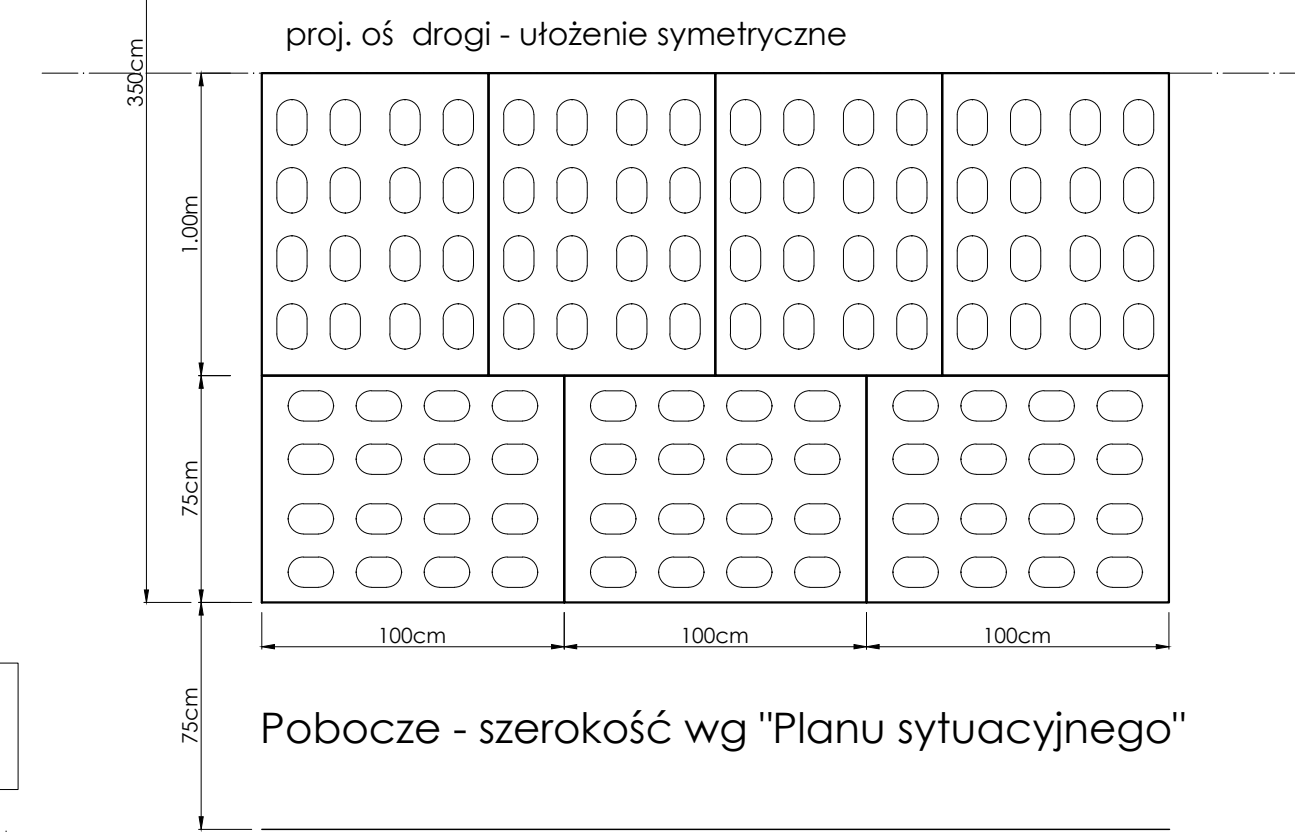 proj. oś drogi - ułożenie symetryczne
350cm
1.00m
75cm
100cm 100cm 100cm
75cm
Pobocze - szerokość wg "Planu sytuacyjnego"